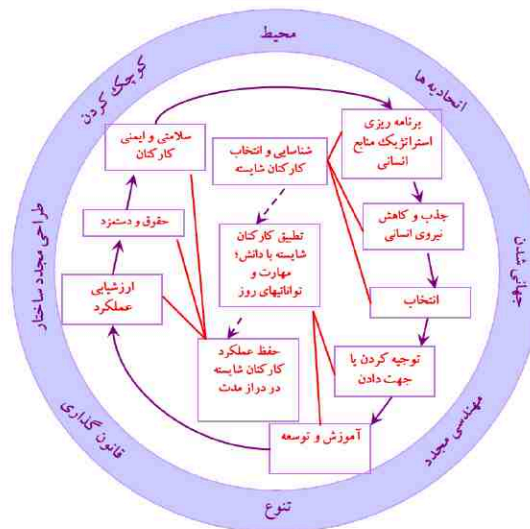 محیط
اتحادیه ها
جهانی شدن
مهندسی مجدد
تنوع
قانون گذاری
طراحی مجدد ساختار
کوچک کردن
برنامه ریزی
استراتژیک منابع
انسانی
جذب و کاهش
نیروی انسانی
انتخاب
توجیه کردن یا
جهت دادن
آموزش و توسعه
ارزشیابی
عملکرد
حقوق و دستمزد
سلامتی و ایمنی
کارکنان
شناسایی و انتخاب
کارکنان شایسته
تطبیق کارکنان
شایسته با دانش؛
مهارت و
تواناتیهای روز
حفظ عملکرد
کارکنان شایسته
در دراز مدت